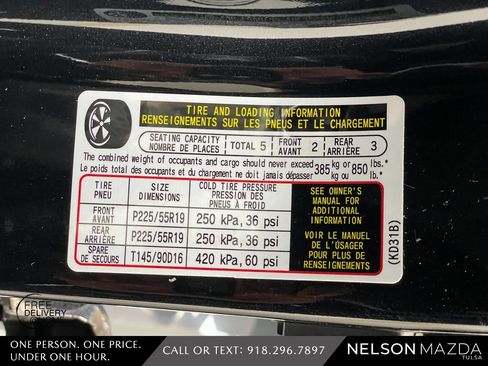 TIRE AND LOADING INFORMATION
RENSEIGNEMENTS SUR LES PNEUS ET LE CHARGEMENT
SEATING CAPACITY
NOMBRE DE PLACES
TOTAL 5
FRONT
AVANT 2
REAR
ARRIÈRE 3
The combined weight of occupants and cargo should never exceed
Le poids total des occupants et du chargement ne doit jamais dépasser
385 kg or/kg ou 850 lbs./lb.
TIRE
PNEU
SIZE
DIMENSIONS
COLD TIRE PRESSURE
PRESSION DES
PNEUS À FROID
FRONT
AVANT
P225/55R19
250 kPa, 36 psi
REAR
ARRIÈRE
P225/55R19
250 kPa, 36 psi
SPARE
DE SECOURS
T145/90D16
420 kPa, 60 psi
SEE OWNER'S
MANUAL FOR
ADDITIONAL
INFORMATION
VOIR LE MANUEL
DE L'USAGER
POUR PLUS DE
RENSEIGNEMENTS
(KD31B)
FREE
DELIVERY
ONE PERSON. ONE PRICE.
UNDER ONE HOUR.
CALL OR TEXT: 918.296.7897
NELSON MAZDA
TULSA